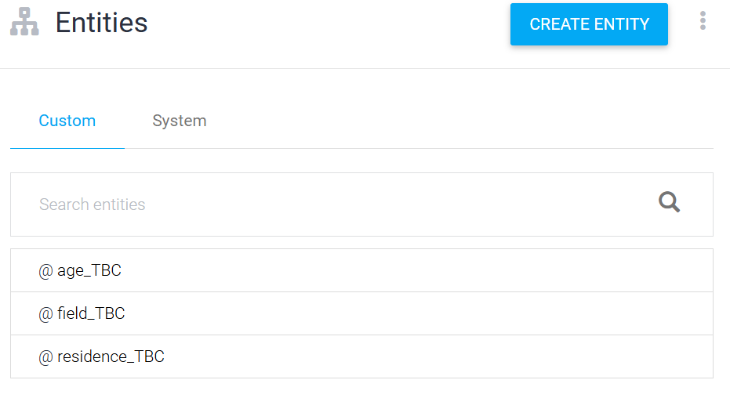 Entities
CREATE ENTITY
Custom System
Search entities
@ age_TBC
@ field_TBC
@ residence_TBC